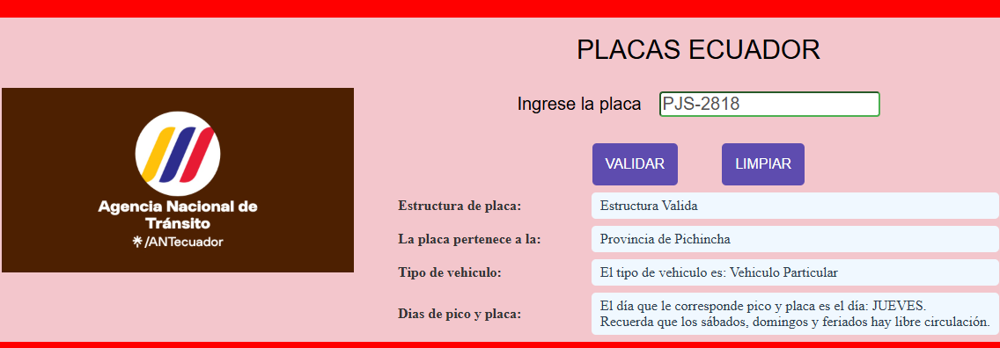 PLACAS ECUADOR
Ingrese la placa PJS-2818
VALIDAR LIMPIAR
Agencia Nacional de
Tránsito
/ANTecuador
Estructura de placa: Estructura Valida
La placa pertenece a la: Provincia de Pichincha
Tipo de vehiculo: El tipo de vehiculo es: Vehiculo Particular
Dias de pico y placa: El día que le corresponde pico y placa es el día: JUEVES.
Recuerda que los sábados, domingos y feriados hay libre circulación.